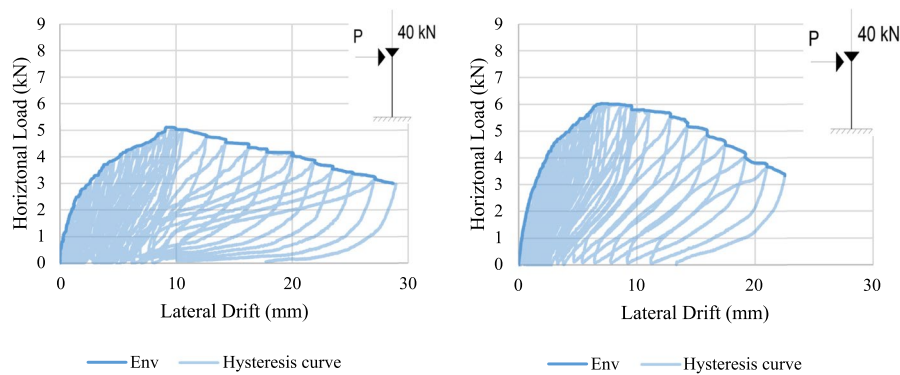 9
8
7
6
5
4
3
2
1
0
Horiztonal Load (kN)
P
40 kN
0
10
20
30
Lateral Drift (mm)
Env
Hysteresis curve
9
8
7
6
5
4
3
2
1
0
Horiztonal Load (kN)
P
40 kN
0
10
20
30
Lateral Drift (mm)
Env
Hysteresis curve